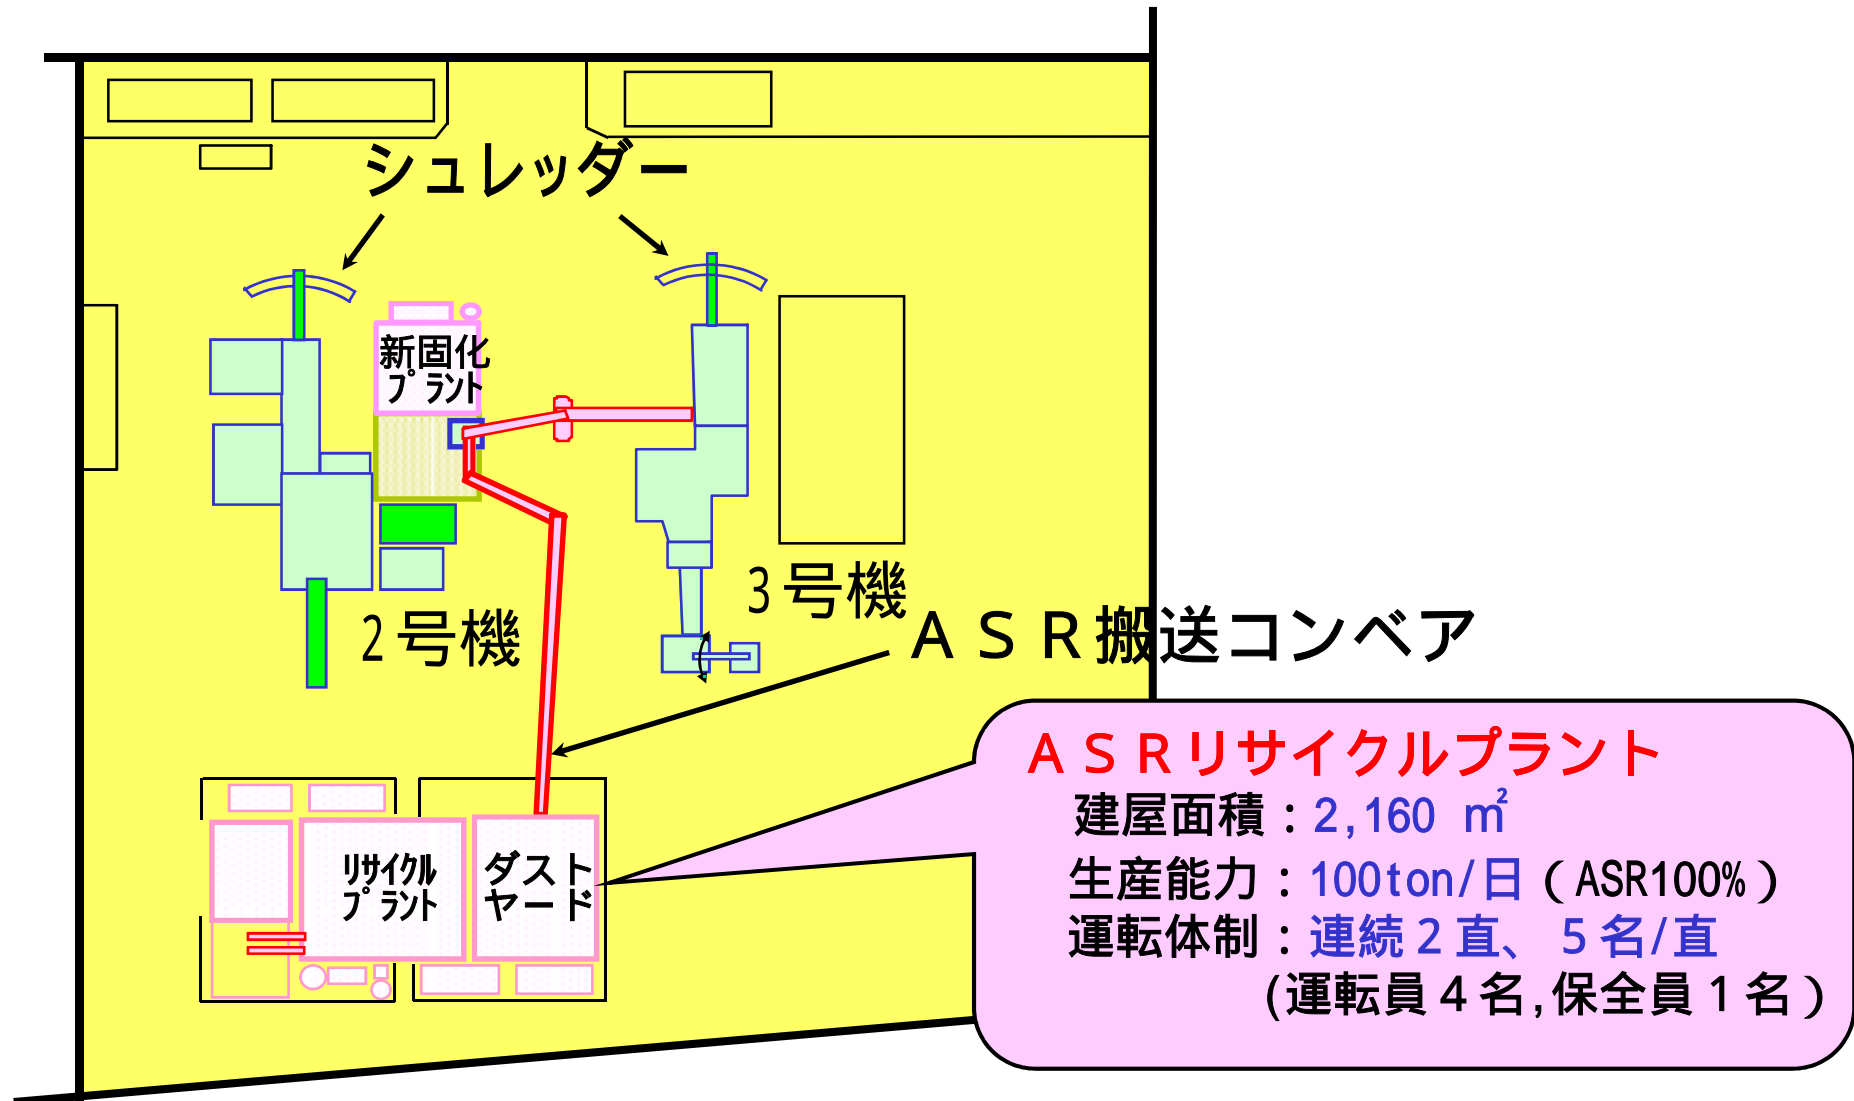 シュレッダー
新固化
プラント
3号機
2号機
ASR搬送コンベア
ASRリサイクルプラント
建屋面積：2,160 ㎡
生産能力：100ton/日（ASR100%）
運転体制：連続２直、５名/直
(運転員４名,保全員１名）
リサイクル
プラント
ダスト
ヤード